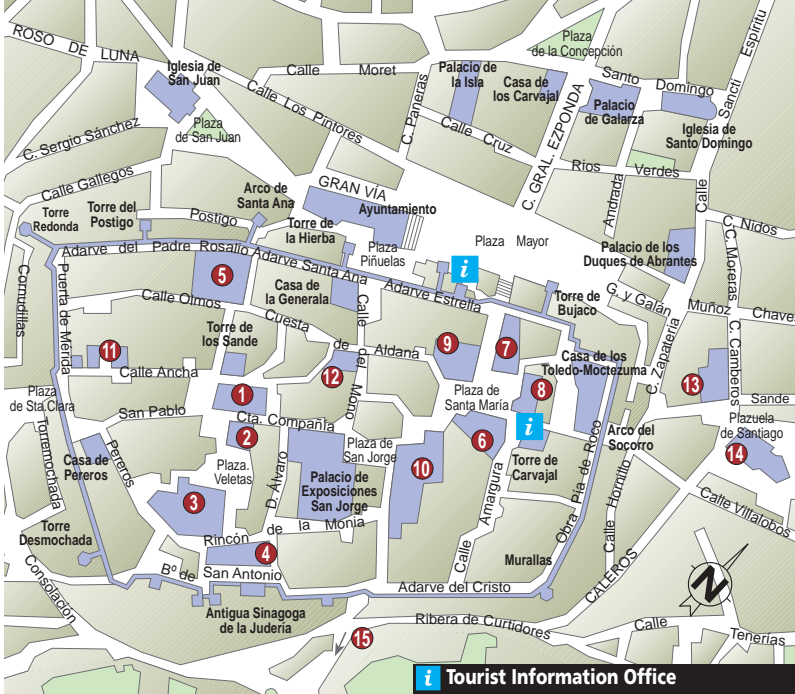 ROSO DE LUNA
Iglesia de
San Juan
Calle Moret
Palacio de
la Isla
Casa de
los Carvajal
Plaza
de la Concepción
Santo Domingo
Espíritu
Sancti
Calle
Palacio
de Galarza
Iglesia de
Santo Domingo
Calle Los Pintores
C. Paneras
Calle Cruz
C. GRAL. EZPONDA
Plaza
de San Juan
C. Sergio Sánchez
Rios Verdes
Andrada
Calle Gallegos
Arco de
Santa Ana
GRAN VÍA
Ayuntamiento
Torre
Redonda
Torre del
Postigo
Postigo
Torre de
la Hierba
Plaza
Piñuelas
Plaza Mayor
C. Nidos
Palacio de los
Duques de Abrantes
C. Moreras
Adarve del Padre Rosalio
Adarve Santa Ana
Adarve Estrella
i
5
Casa de
la Generala
Calle
del
Mono
Torre de
Bujaco
G. y Galán
Muñoz Chaves
Cornudillas
Puerta de Mérida
Calle Olmos
Torre de
los Sande
Cuesta de Aldana
9
7
Casa de los
Toledo-Moctezuma
C. Zapatería
C. Camberos
11
Calle Ancha
12
13
Plaza
de Sta.Clara
San Pablo
1
Plaza de
Santa María
8
Sande
Cta. Compañía
Plazuela
de Santiago
2
6
i
Arco del
Socorro
14
Torremochada
Casa de
Pereros
Pereros
Plaza.
Veletas
D. Álvaro
Palacio de
Exposiciones
San Jorge
Plaza de
San Jorge
10
Torre de
Carvajal
Calle Villalobos
3
Amargura
Calle
Obra Pía de Roco
Calle Hornillo
Rincón de la Monja
Torre
Desmochada
4
Murallas
N
Bº de
San Antonio
Adarve del Cristo
CALEROS
Consolación
Antigua Sinagoga
de la Judería
15
Ribera de Curtidores
Calle Tenerías
i Tourist Information Office